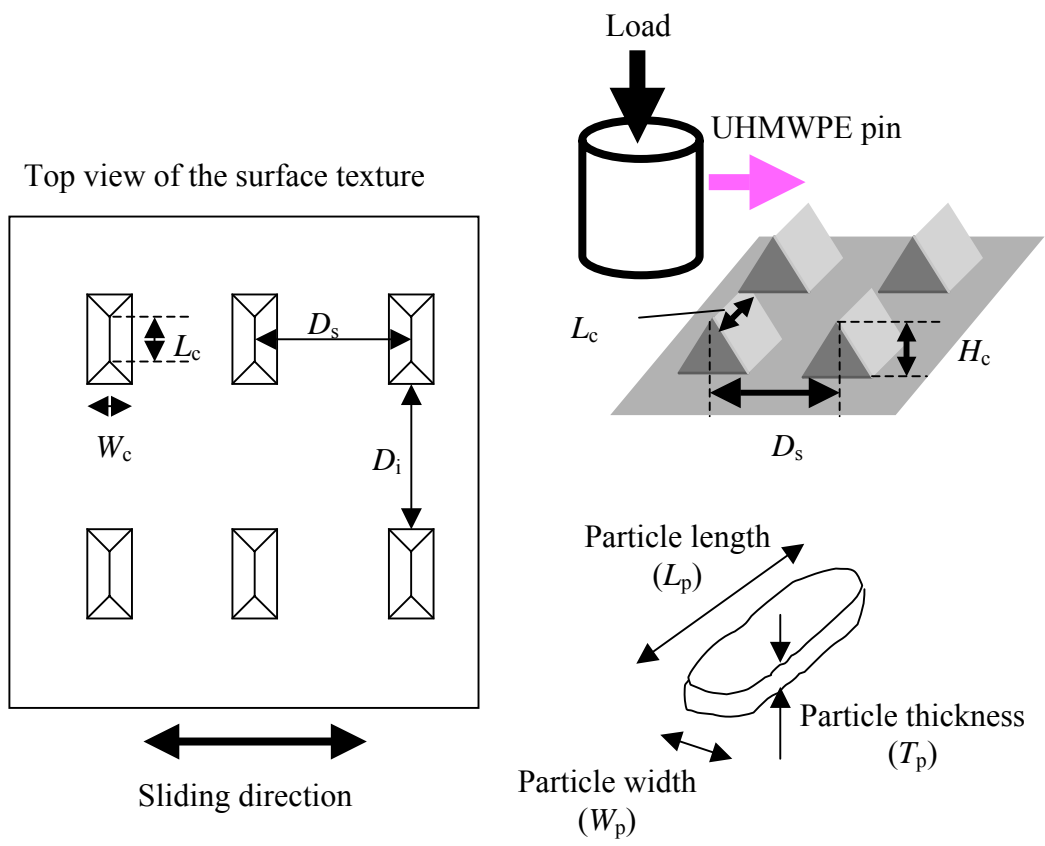 Load
UHMWPE pin
Top view of the surface texture
Ds
Lc
Wc
Di
Lc
Hc
Ds
Particle length
(Lp)
Particle thickness
(Tp)
Particle width
(Wp)
Sliding direction